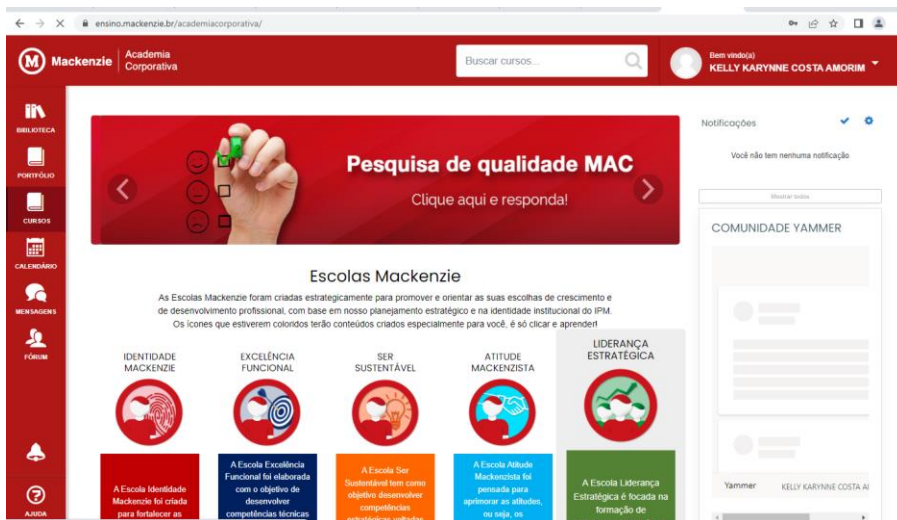 ensino.mackenzie.br/academiacorporativa/
Mackenzie
Academia
Corporativa
Buscar cursos...
Bem vindo(a)
KELLY KARYNNE COSTA AMORIM
BIBLIOTECA
PORTFÓLIO
CURSOS
CALENDÁRIO
MENSAGENS
FÓRUM
AJUDA
Pesquisa de qualidade MAC
Clique aqui e responda!
Notificações
Você não tem nenhuma notificação
Mostrar todos
COMUNIDADE YAMMER
Yammer
KELLY KARYNNE COSTA AI
Escolas Mackenzie
As Escolas Mackenzie foram criadas estrategicamente para promover e orientar as suas escolhas de crescimento e
de desenvolvimento profissional, com base em nosso planejamento estratégico e na identidade institucional do IPM.
Os ícones que estiverem coloridos terão conteúdos criados especialmente para você, é só clicar e aprender!
IDENTIDADE
MACKENZIE
A Escola Identidade
Mackenzie foi criada
para fortalecer as
EXCELÊNCIA
FUNCIONAL
A Escola Excelência
Funcional foi elaborada
com o objetivo de
desenvolver
competências técnicas
SER
SUSTENTÁVEL
A Escola Ser
Sustentável tem como
objetivo desenvolver
competências
estratégicas voltadas
ATITUDE
MACKENZISTA
A Escola Atitude
Mackenzista foi
pensada para
aprimorar as atitudes,
ou seja, os
LIDERANÇA
ESTRATÉGICA
A Escola Liderança
Estratégica é focada na
formação de